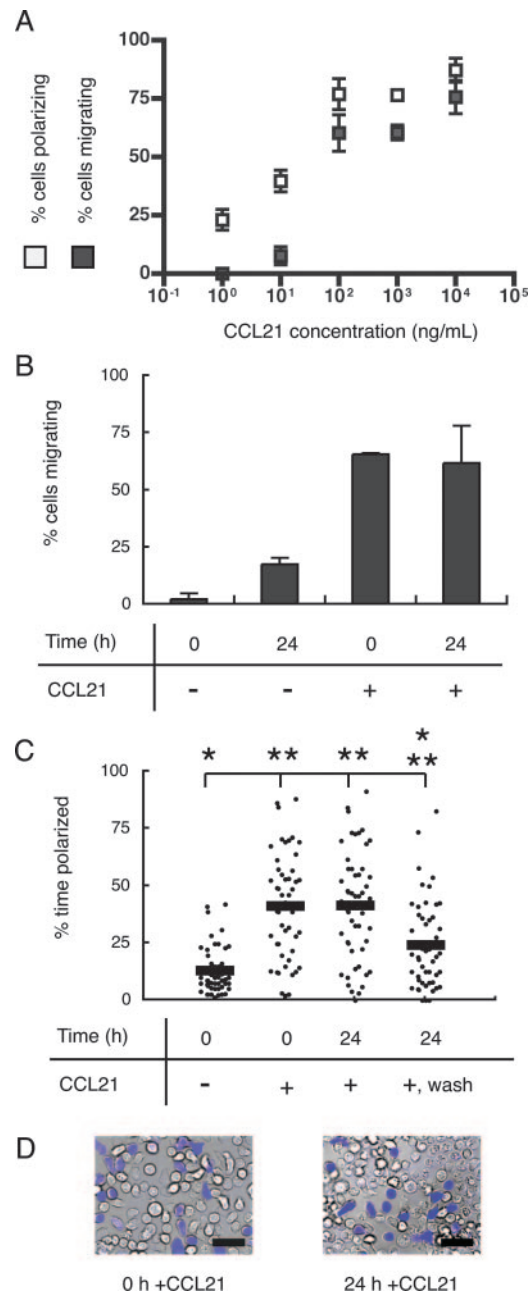 A
% cells polarizing
% cells migrating
100
75
50
25
0
10⁻¹ 10⁰ 10¹ 10² 10³ 10⁴ 10⁵
CCL21 concentration (ng/mL)
B
% cells migrating
100
75
50
25
0
Time (h) 0 24 0 24
CCL21 - - + +
C
* ** ** * **
% time polarized
100
75
50
25
0
Time (h) 0 0 24 24
CCL21 - + + +, wash
D
0 h +CCL21 24 h +CCL21